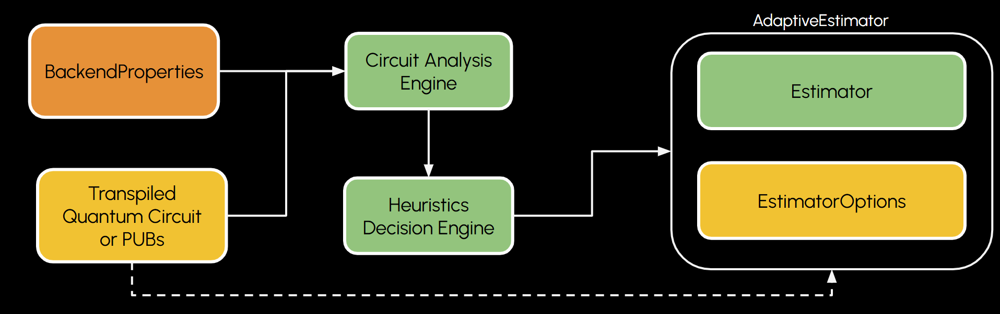 AdaptiveEstimator
BackendProperties
Circuit Analysis
Engine
Estimator
Transpiled
Quantum Circuit
or PUBs
Heuristics
Decision Engine
EstimatorOptions